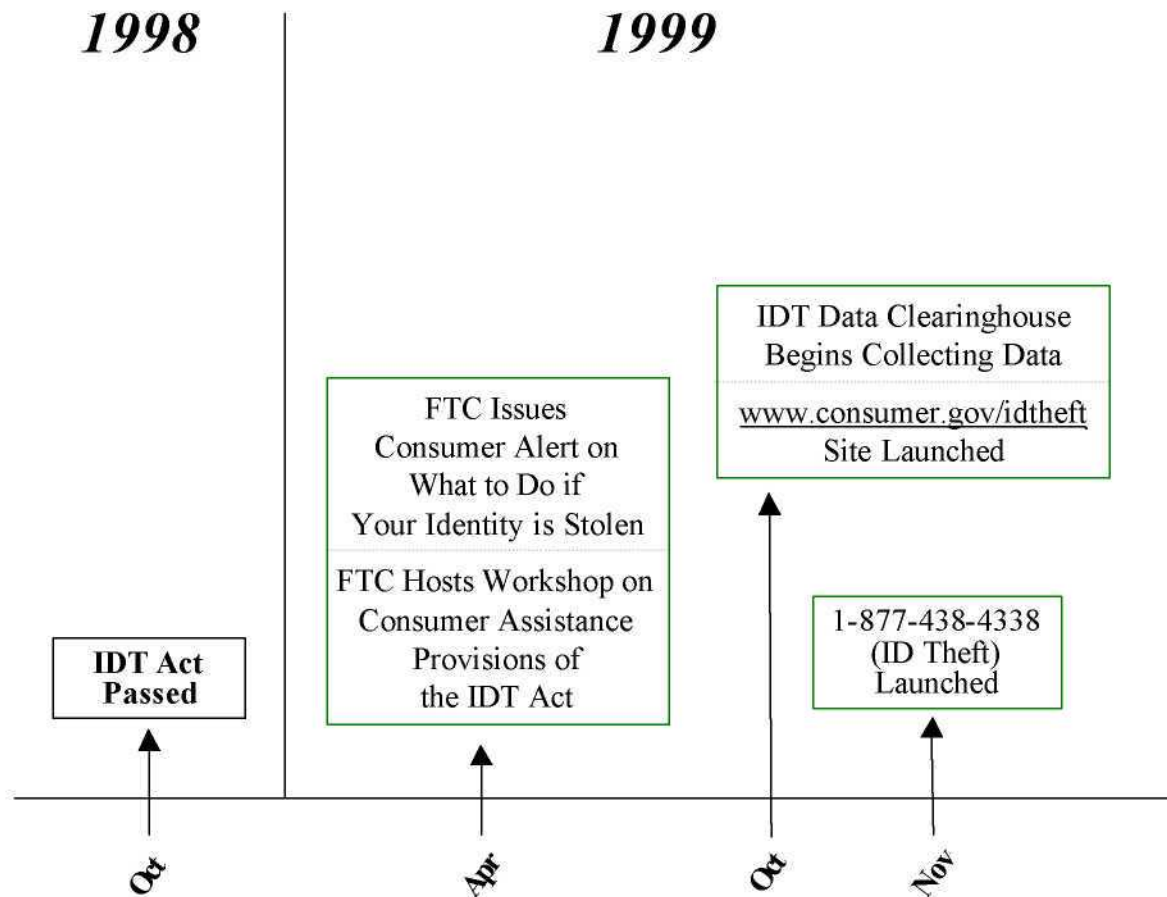 1998
1999
IDT Act
Passed
FTC Issues
Consumer Alert on
What to Do if
Your Identity is Stolen
FTC Hosts Workshop on
Consumer Assistance
Provisions of
the IDT Act
IDT Data Clearinghouse
Begins Collecting Data
www.consumer.gov/idtheft
Site Launched
1-877-438-4338
(ID Theft)
Launched
Oct
Apr
Oct
Nov